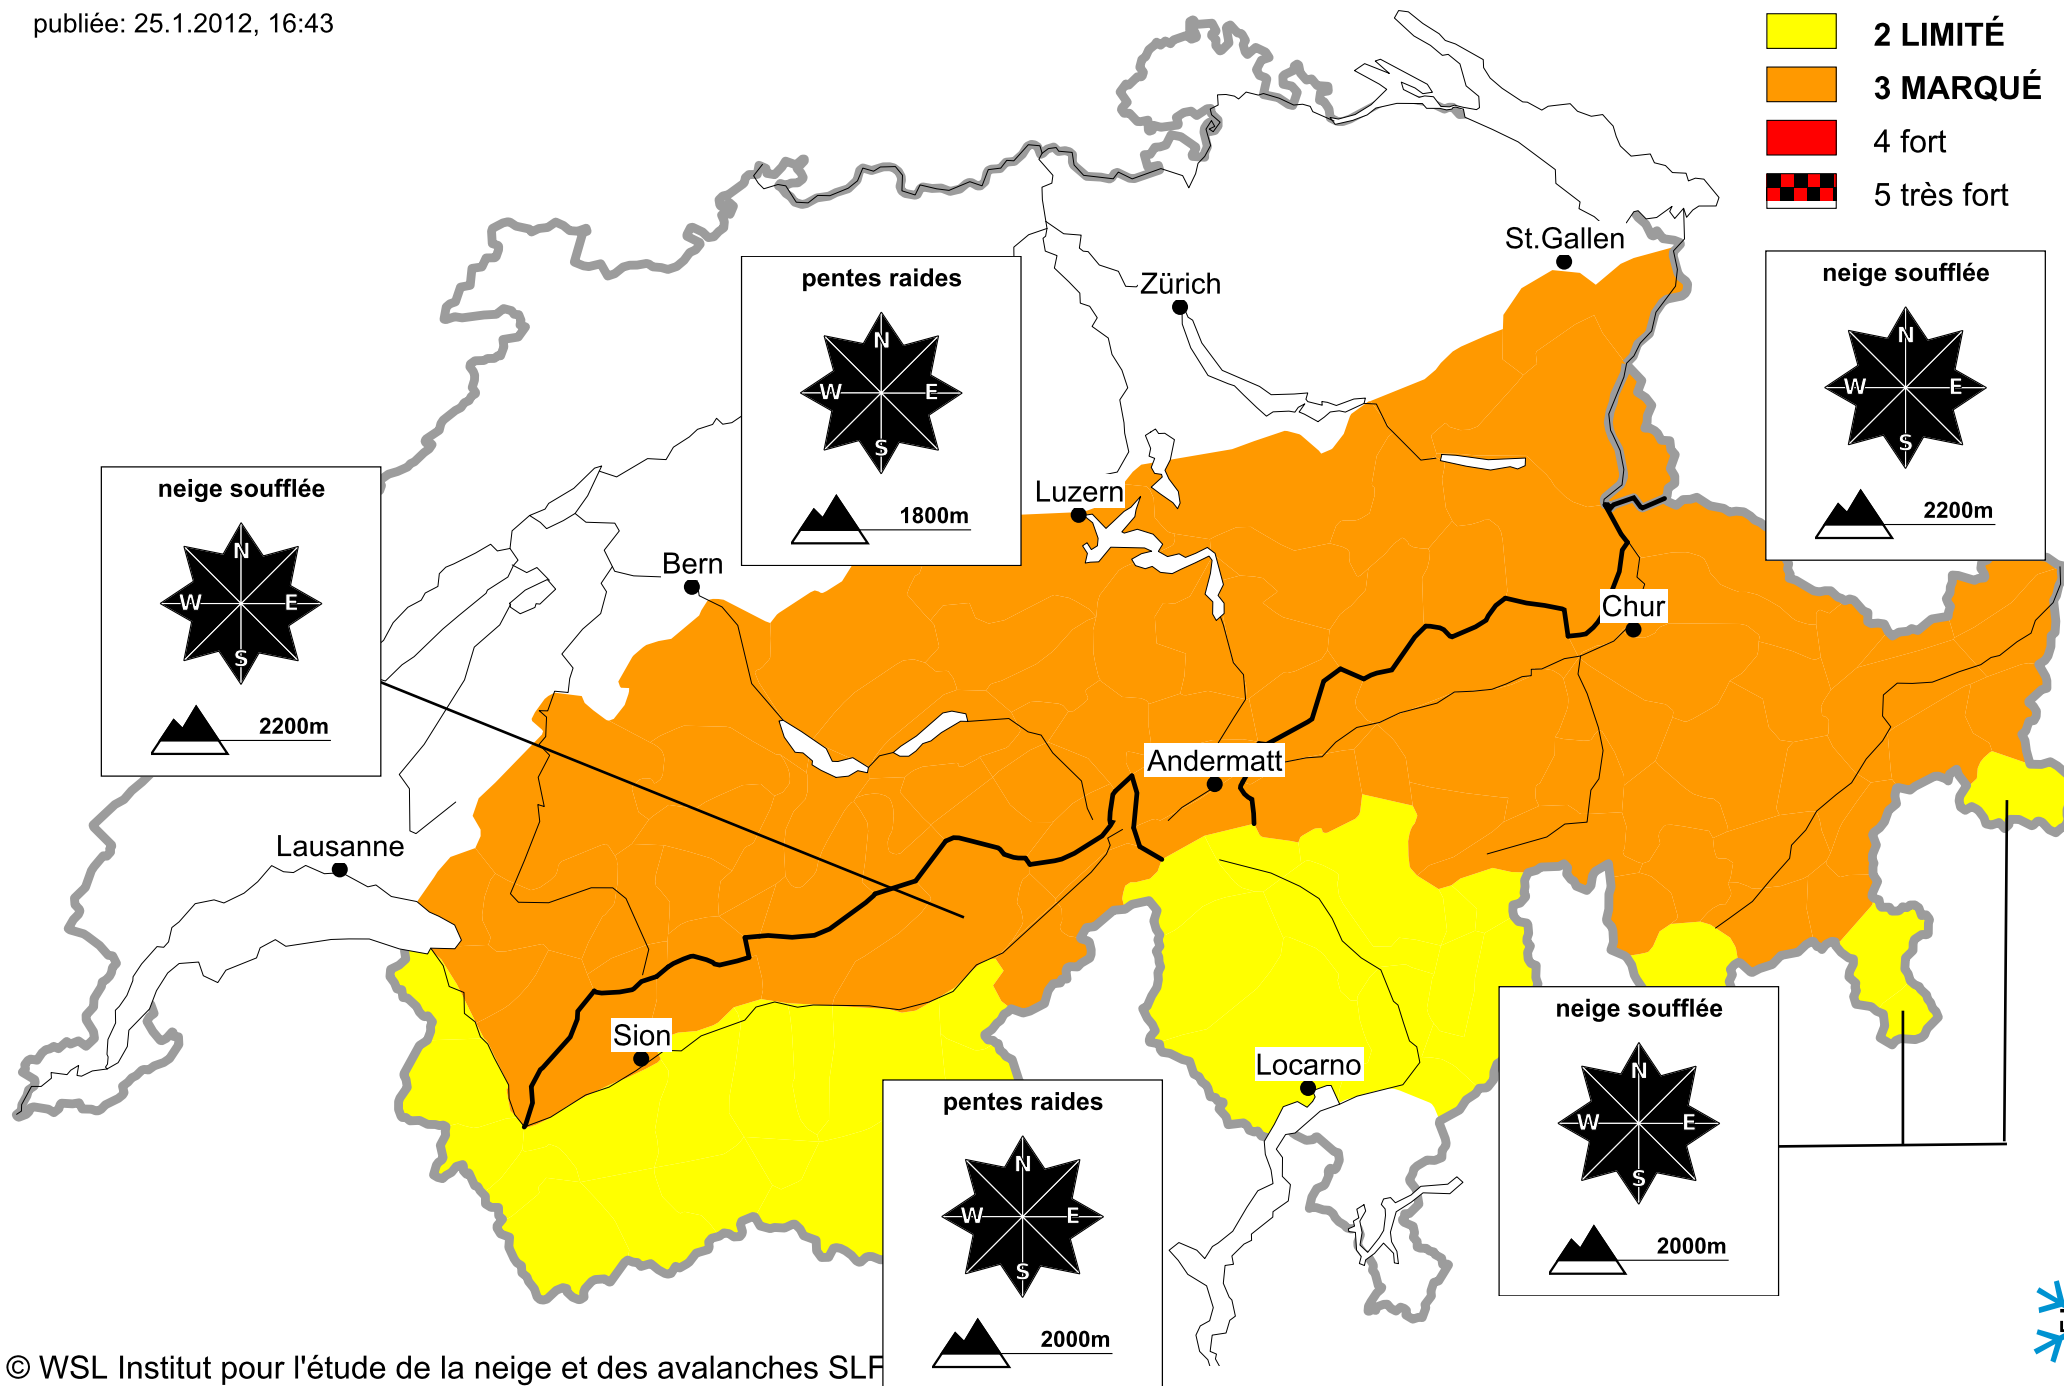 publiée: 25.1.2012, 16:43
2 LIMITÉ
3 MARQUÉ
4 fort
5 très fort
St.Gallen
neige soufflée
N
W E
S
2200m
pentes raides
N
W E
S
1800m
Zürich
neige soufflée
N
W E
S
2200m
Luzern
Bern
Chur
Andermatt
Lausanne
Sion
Locarno
neige soufflée
N
W E
S
2000m
pentes raides
N
W E
S
2000m
© WSL Institut pour l'étude de la neige et des avalanches SLF